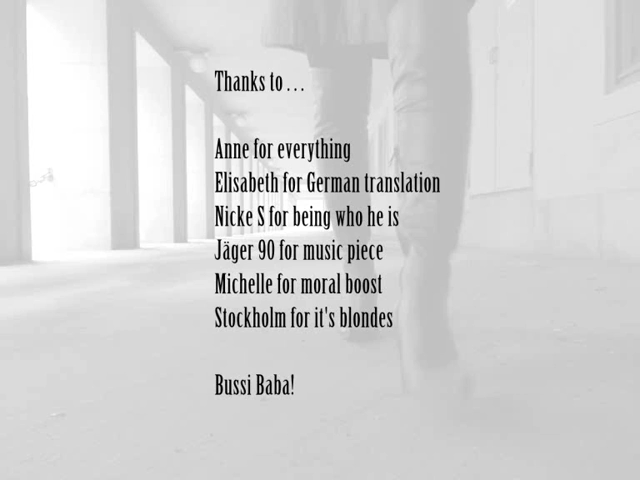 Thanks to . . .
Anne for everything
Elisabeth for German translation
Nicke S for being who he is
Jäger 90 for music piece
Michelle for moral boost
Stockholm for it's blondes
Bussi Baba!